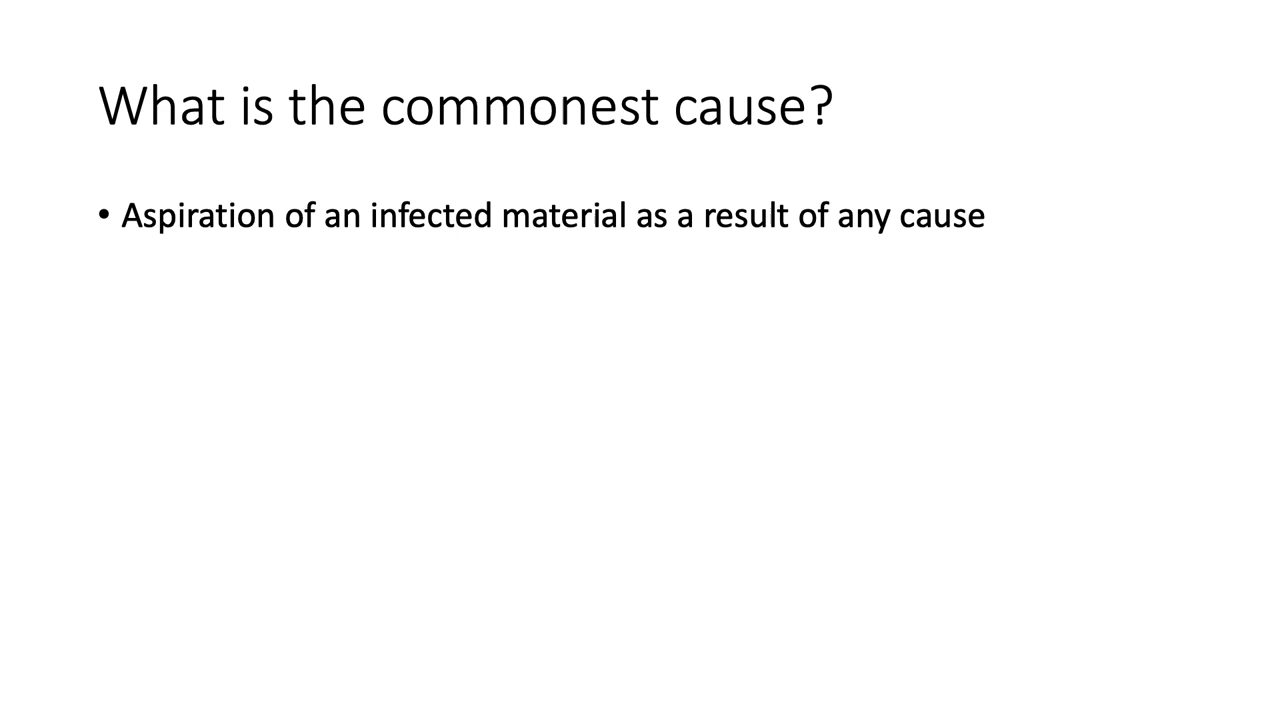 What is the commonest cause?
• Aspiration of an infected material as a result of any cause